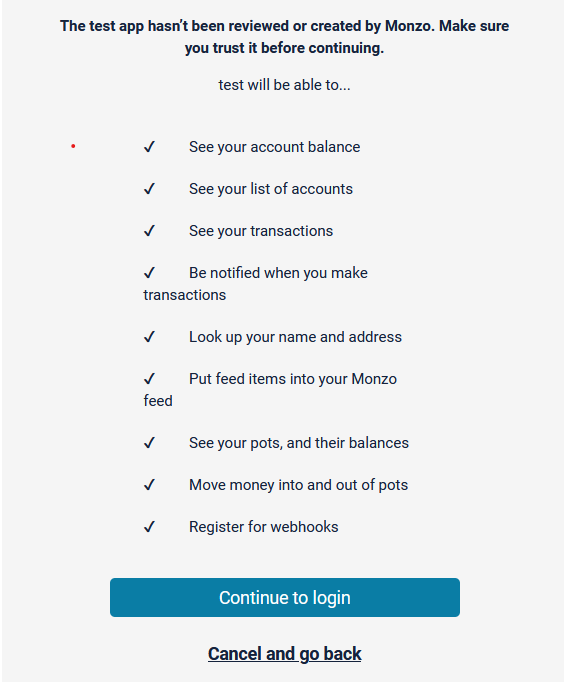 The test app hasn't been reviewed or created by Monzo. Make sure
you trust it before continuing.
test will be able to...
✓ See your account balance
✓ See your list of accounts
✓ See your transactions
✓ Be notified when you make
transactions
✓ Look up your name and address
✓ Put feed items into your Monzo
feed
✓ See your pots, and their balances
✓ Move money into and out of pots
✓ Register for webhooks
Continue to login
Cancel and go back